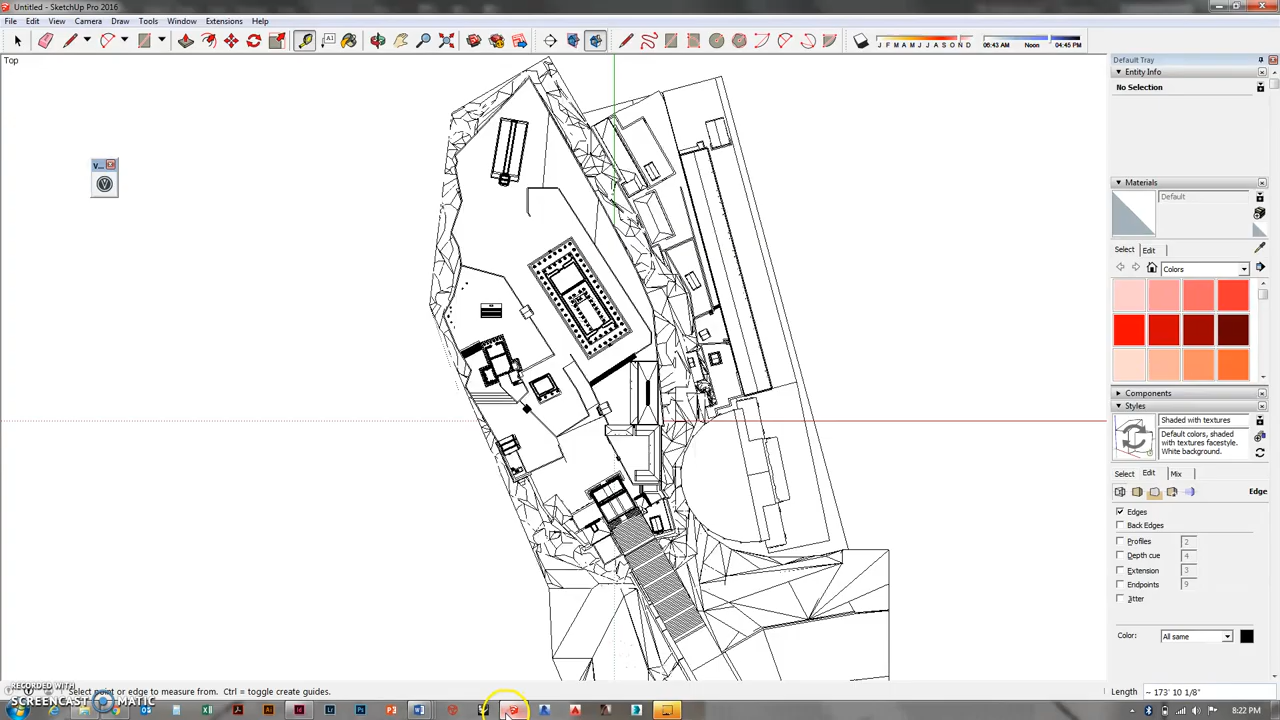 Untitled - SketchUp Pro 2016
File Edit View Camera Draw Tools Window Extensions Help
J F M A M J J A S O N D 06:43 AM Noon 04:45 PM
Top
Default Tray
Entity Info
No Selection
V...
Materials
Default
Select Edit
Colors
Components
Styles
Shaded with textures
Default colors, shaded
with textures facestyle.
White background.
Select Edit Mix
Edge
Edges
Back Edges
Profiles 2
Depth cue 4
Extension 3
Endpoints 9
Jitter
Color: All same
Select point or edge to measure from. Ctrl = toggle create guides.
Length ~ 173' 10 1/8"
RECORDED WITH
SCREENCAST MATIC
8:22 PM